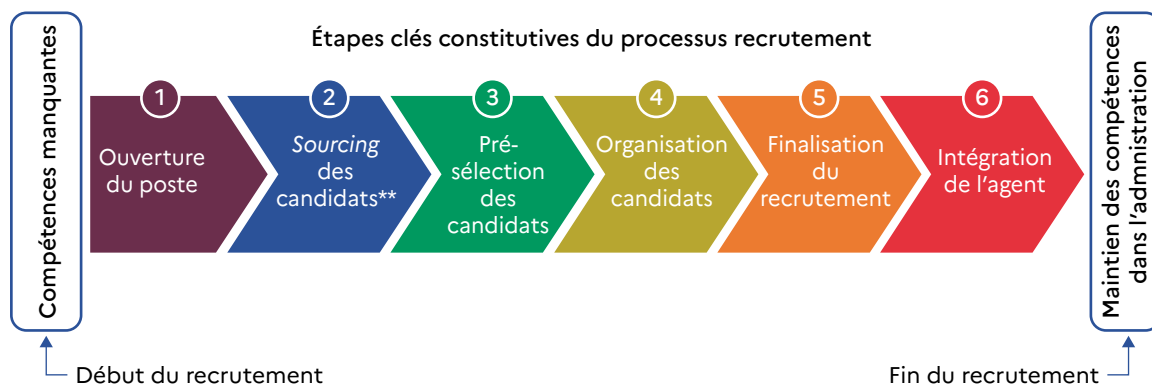 Étapes clés constitutives du processus recrutement
Compétences manquantes
1
Ouverture
du poste
2
Sourcing
des
candidats**
3
Pré-
sélection
des
candidats
4
Organisation
des
candidats
5
Finalisation
du
recrutement
6
Intégration
de l’agent
Maintien des compétences
dans l’administration
Début du recrutement
Fin du recrutement